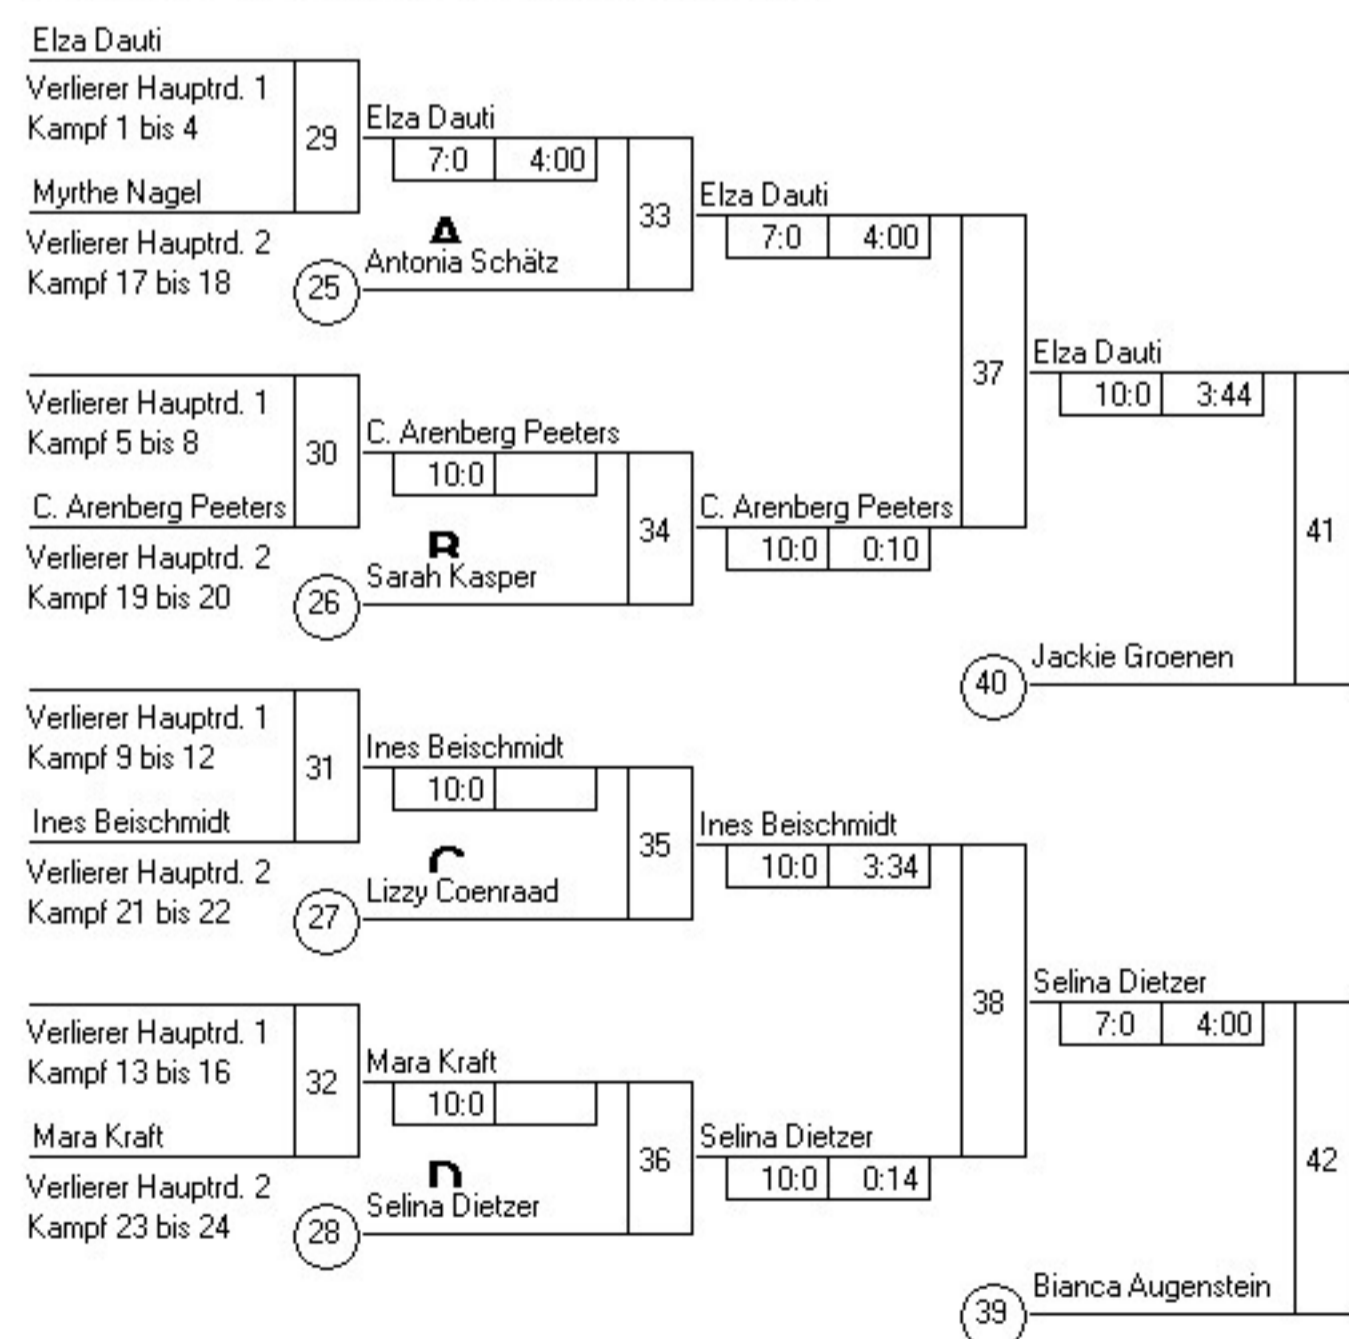 Elza Dauti
Verlierer Hauptrd. 1
Kampf 1 bis 4
29
Elza Dauti
7:0 4:00
Myrthe Nagel
Verlierer Hauptrd. 2
Kampf 17 bis 18
A
25
Antonia Schätz
33
Elza Dauti
7:0 4:00
Verlierer Hauptrd. 1
Kampf 5 bis 8
30
C. Arenberg Peeters
10:0
C. Arenberg Peeters
Verlierer Hauptrd. 2
Kampf 19 bis 20
B
26
Sarah Kasper
34
C. Arenberg Peeters
10:0 0:10
37
Elza Dauti
10:0 3:44
41
40
Jackie Groenen
Verlierer Hauptrd. 1
Kampf 9 bis 12
31
Ines Beischmidt
10:0
Ines Beischmidt
Verlierer Hauptrd. 2
Kampf 21 bis 22
C
27
Lizzy Coenraad
35
Ines Beischmidt
10:0 3:34
Verlierer Hauptrd. 1
Kampf 13 bis 16
32
Mara Kraft
10:0
Mara Kraft
Verlierer Hauptrd. 2
Kampf 23 bis 24
D
28
Selina Dietzer
36
Selina Dietzer
10:0 0:14
38
Selina Dietzer
7:0 4:00
42
39
Bianca Augenstein